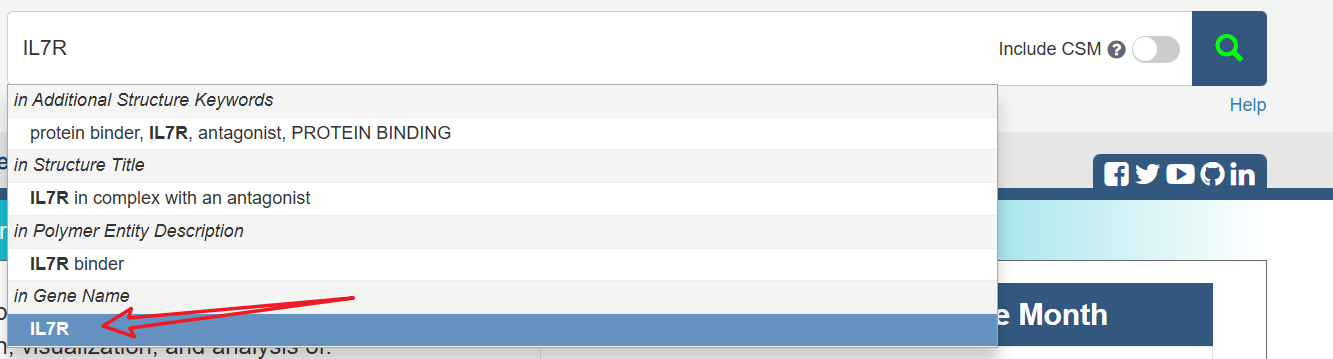 IL7R
Include CSM ?
in Additional Structure Keywords
Help
protein binder, IL7R, antagonist, PROTEIN BINDING
in Structure Title
IL7R in complex with an antagonist
in Polymer Entity Description
IL7R binder
in Gene Name
IL7R
e Month
n, visualization, and analysis of: